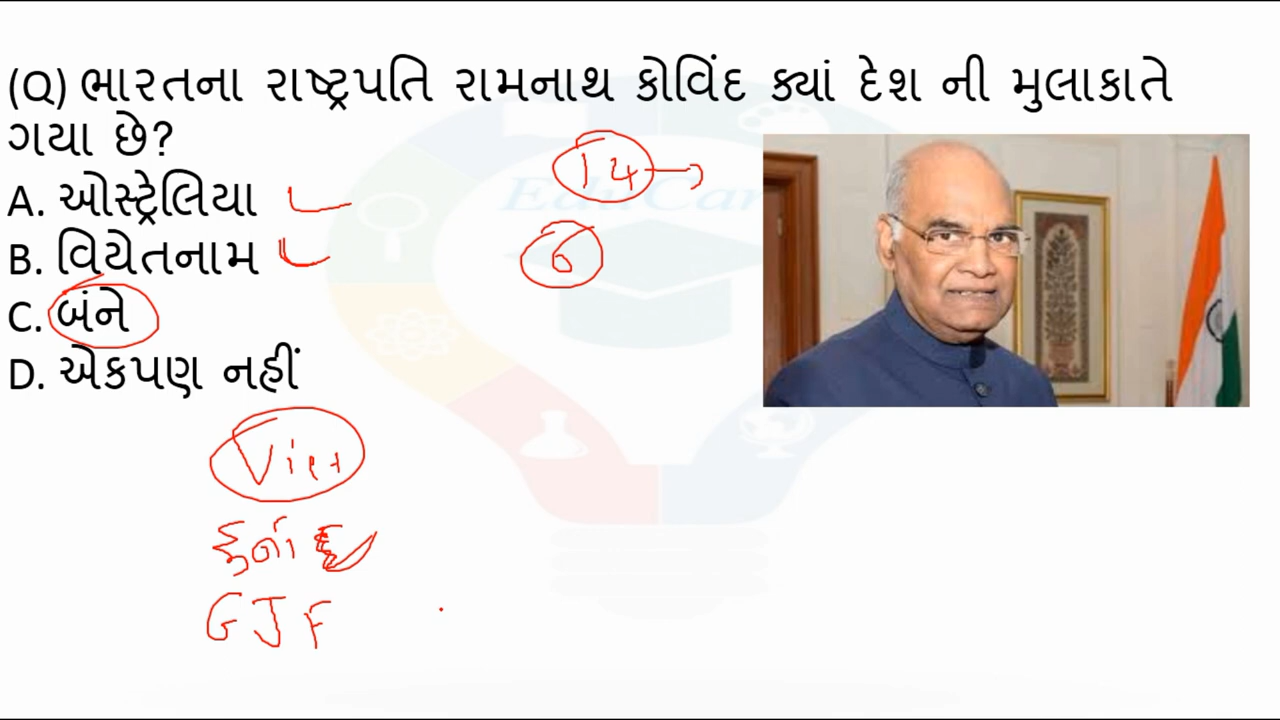 (Q) ભારતના રાષ્ટ્રપતિ રામનાથ કોવિંદ ક્યાં દેશ ની મુલાકાતે
ગયા છે?
A. ઓસ્ટ્રેલિયા
B. વિયેતનામ
C. બંને
D. એકપણ નહીં
14
6
Viet
GJF